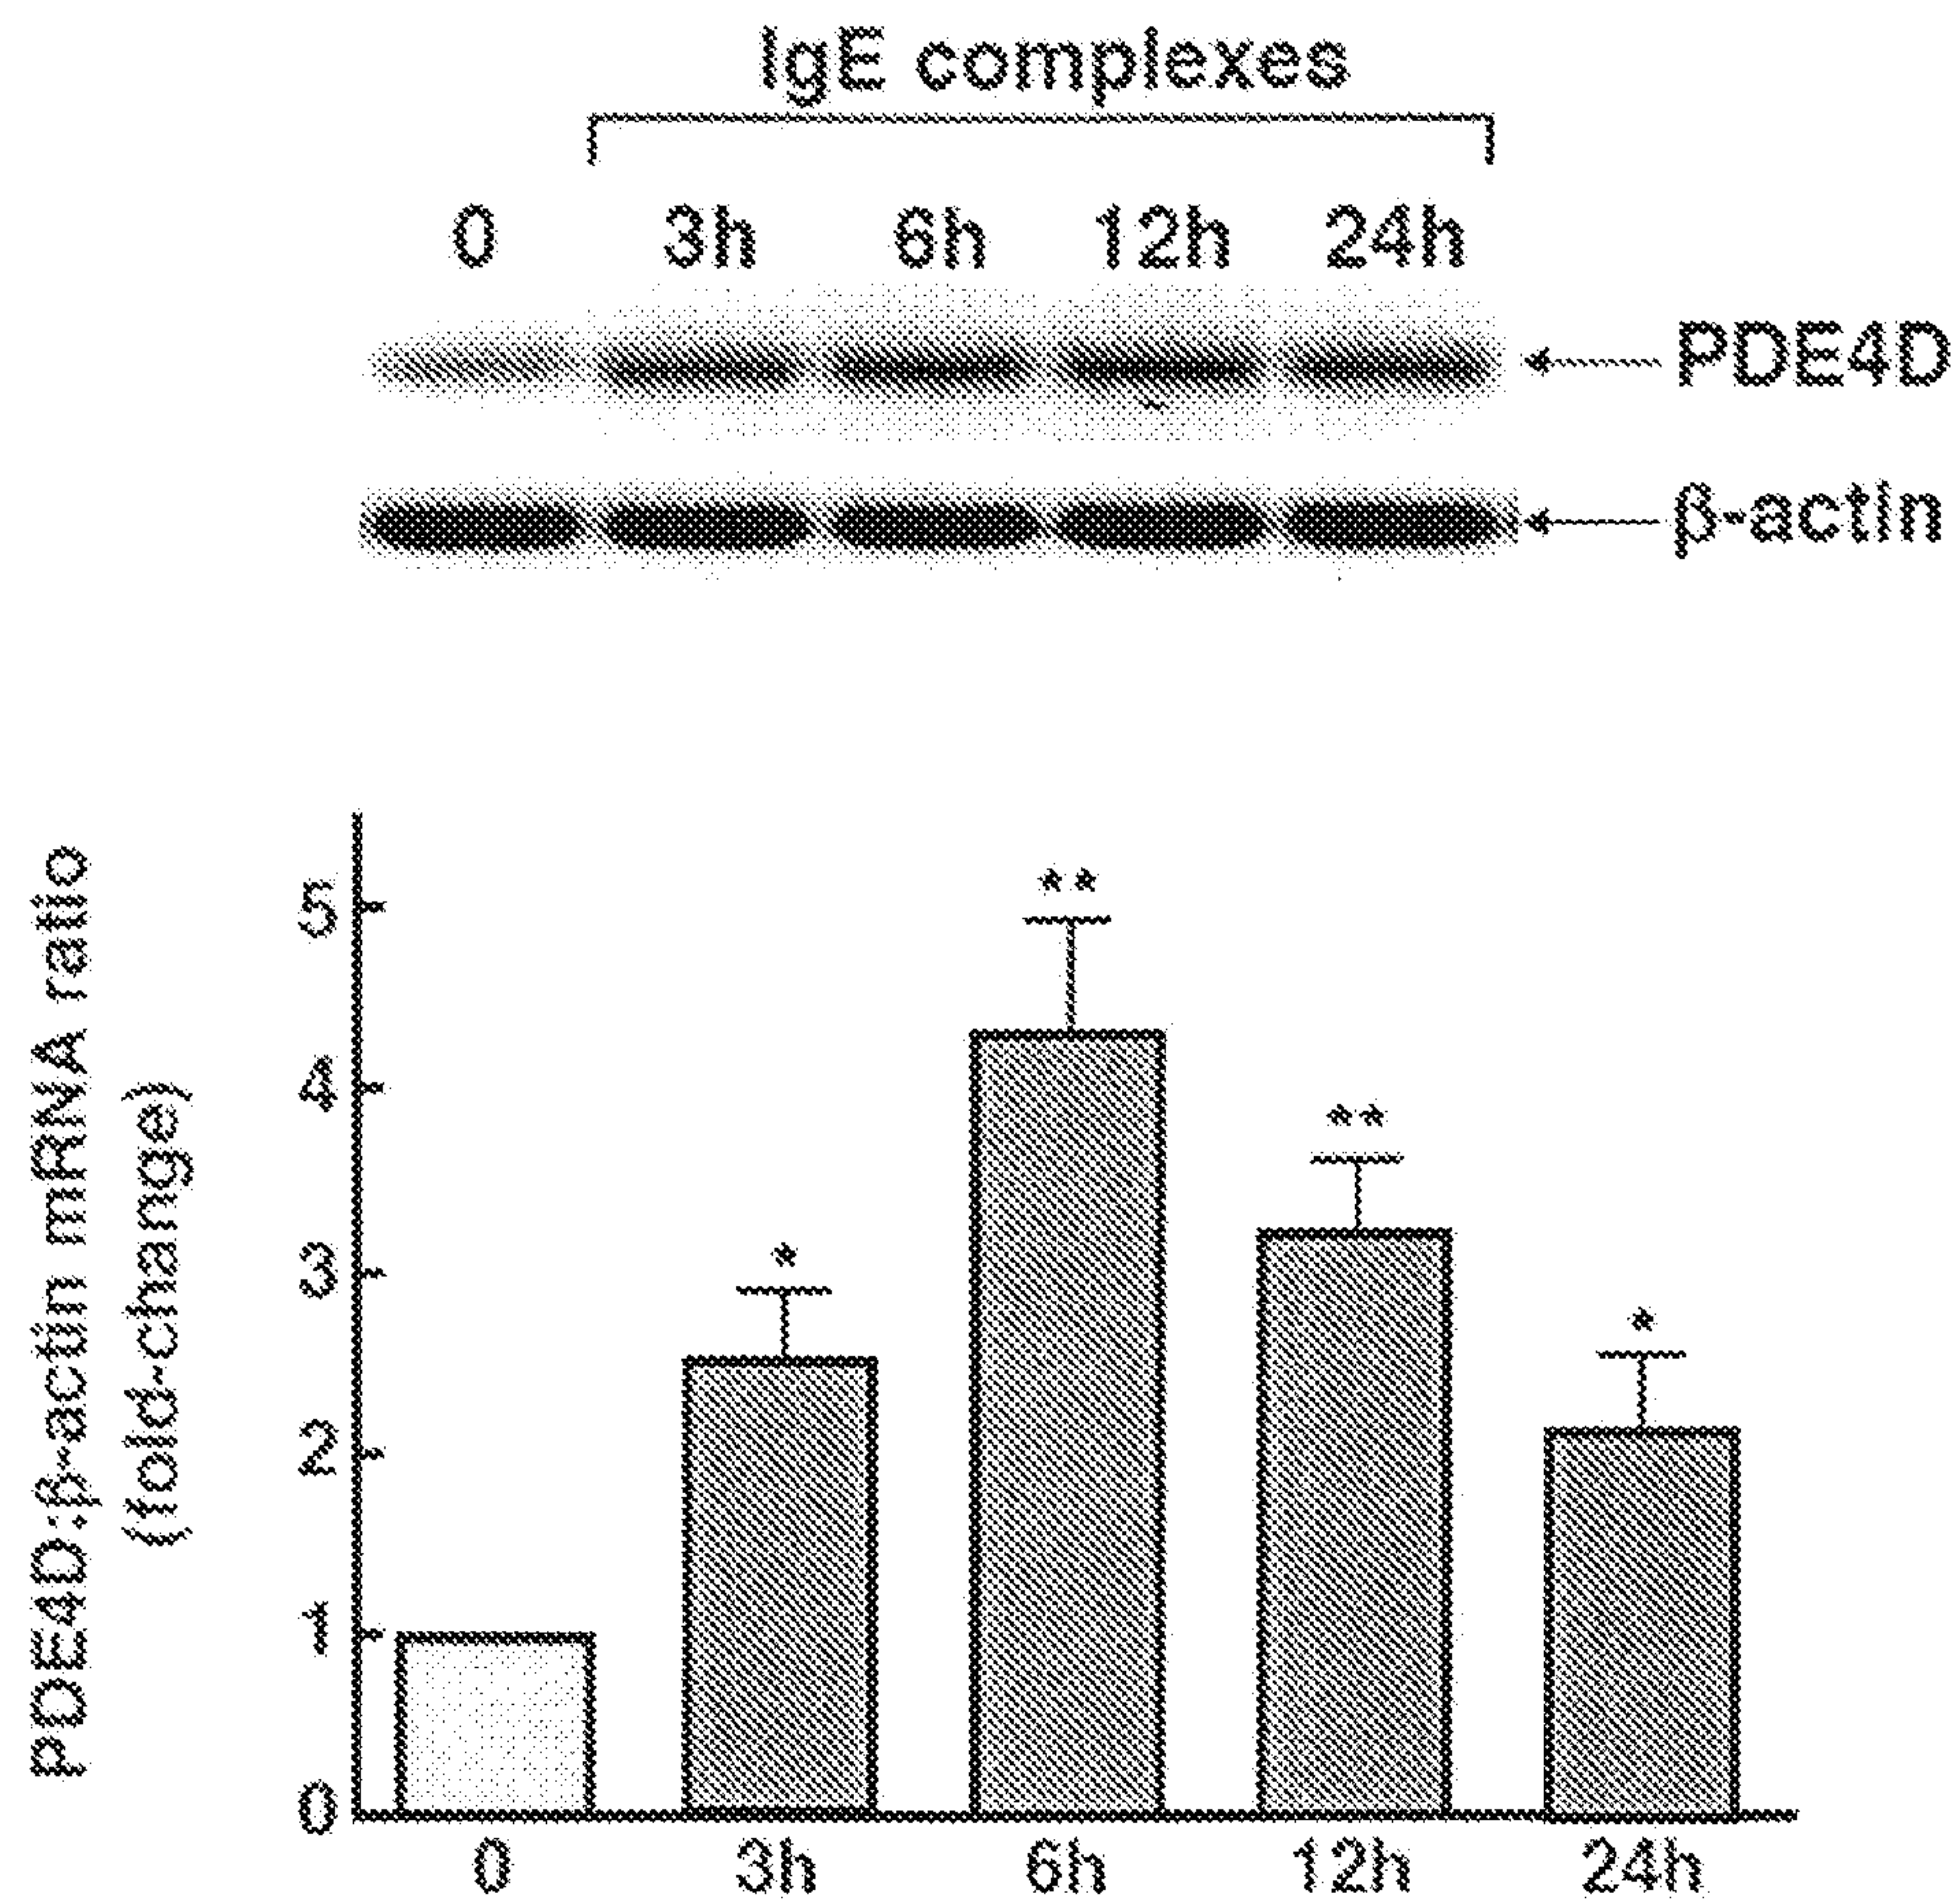 IgE complexes
0 3h 6h 12h 24h
PDE4D
β-actin
PDE4D:β-actin mRNA ratio
(fold-change)
5
**
4
**
3
*
*
2
1
0
0 3h 6h 12h 24h